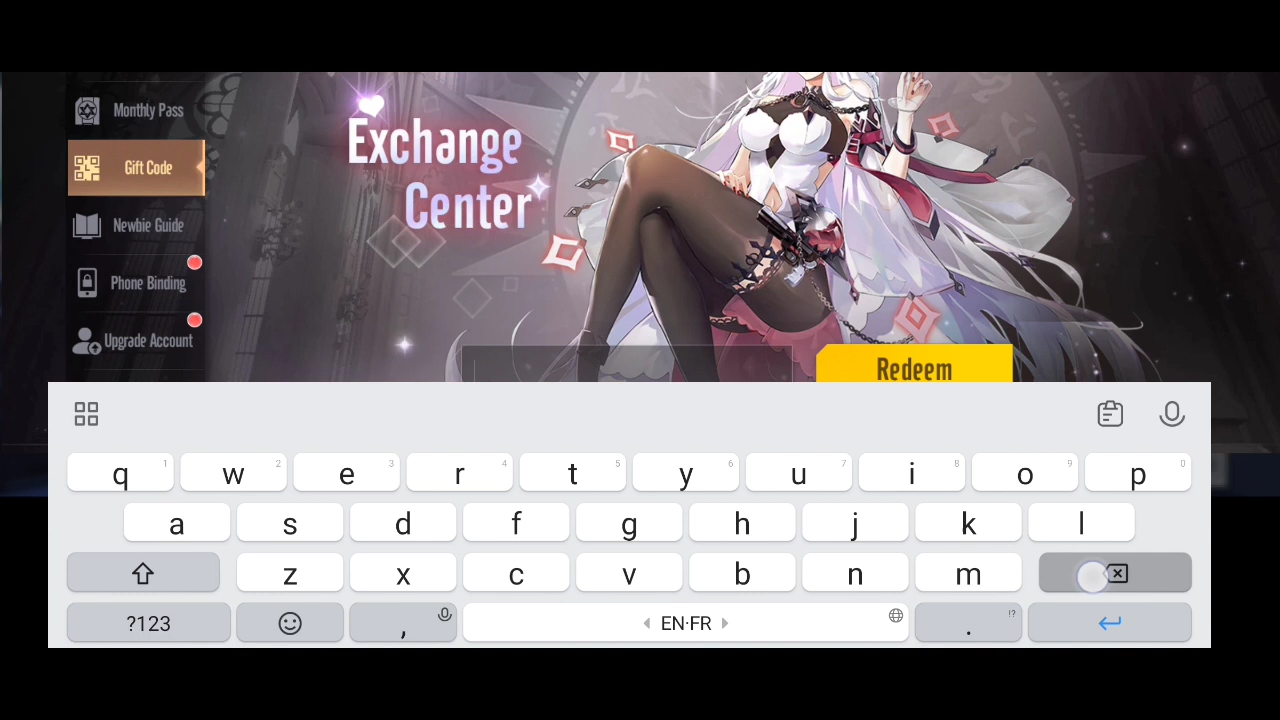 Monthly Pass
Gift Code
Newbie Guide
Phone Binding
Upgrade Account
Exchange
Center
Redeem
q 1 w 2 e 3 r 4 t 5 y 6 u 7 i 8 o 9 p 0
a s d f g h j k l
z x c v b n m
?123 , EN·FR . !?